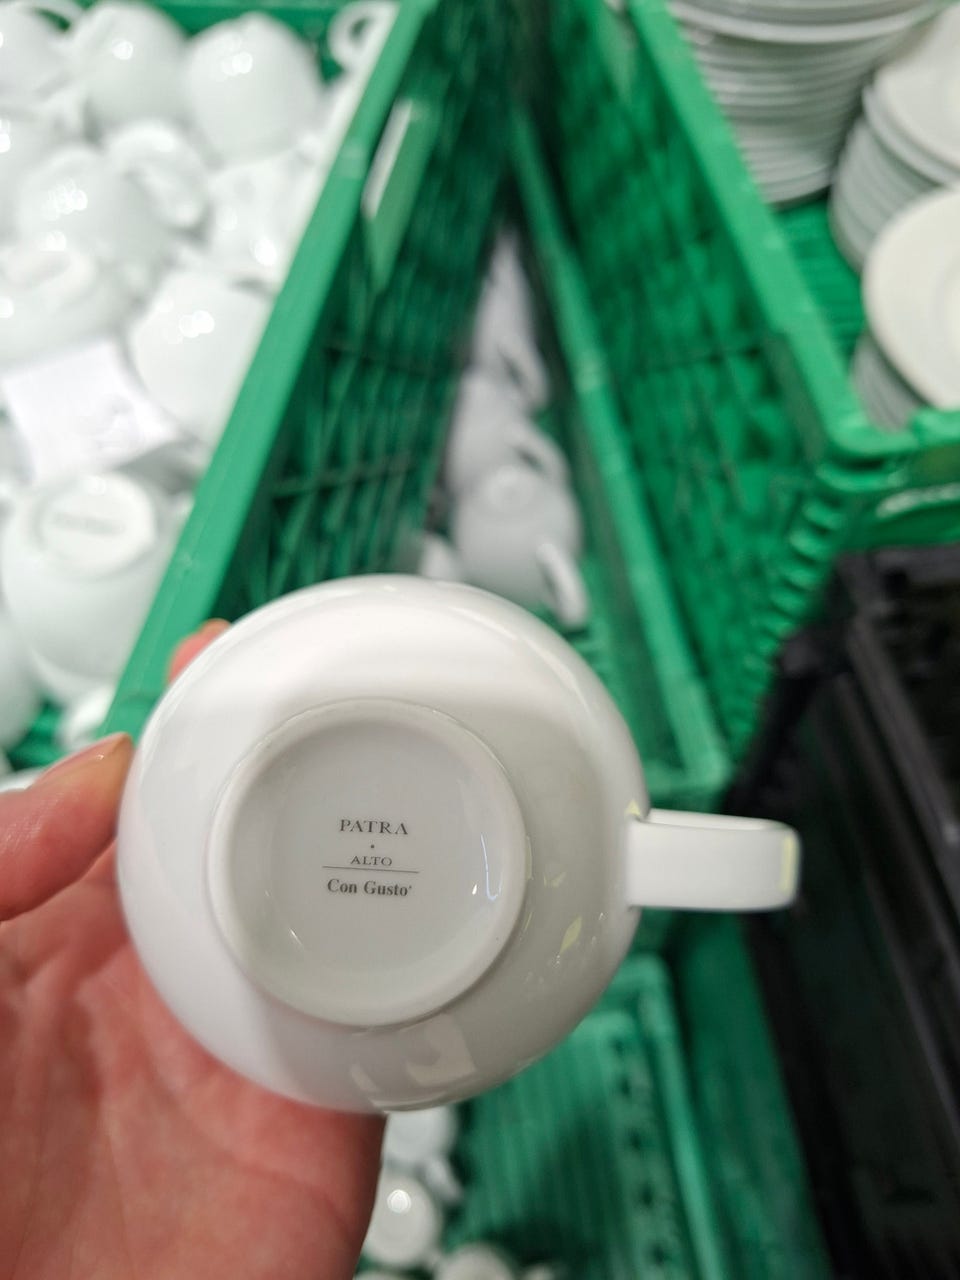 PATRA
•
ALTO
Con Gusto®